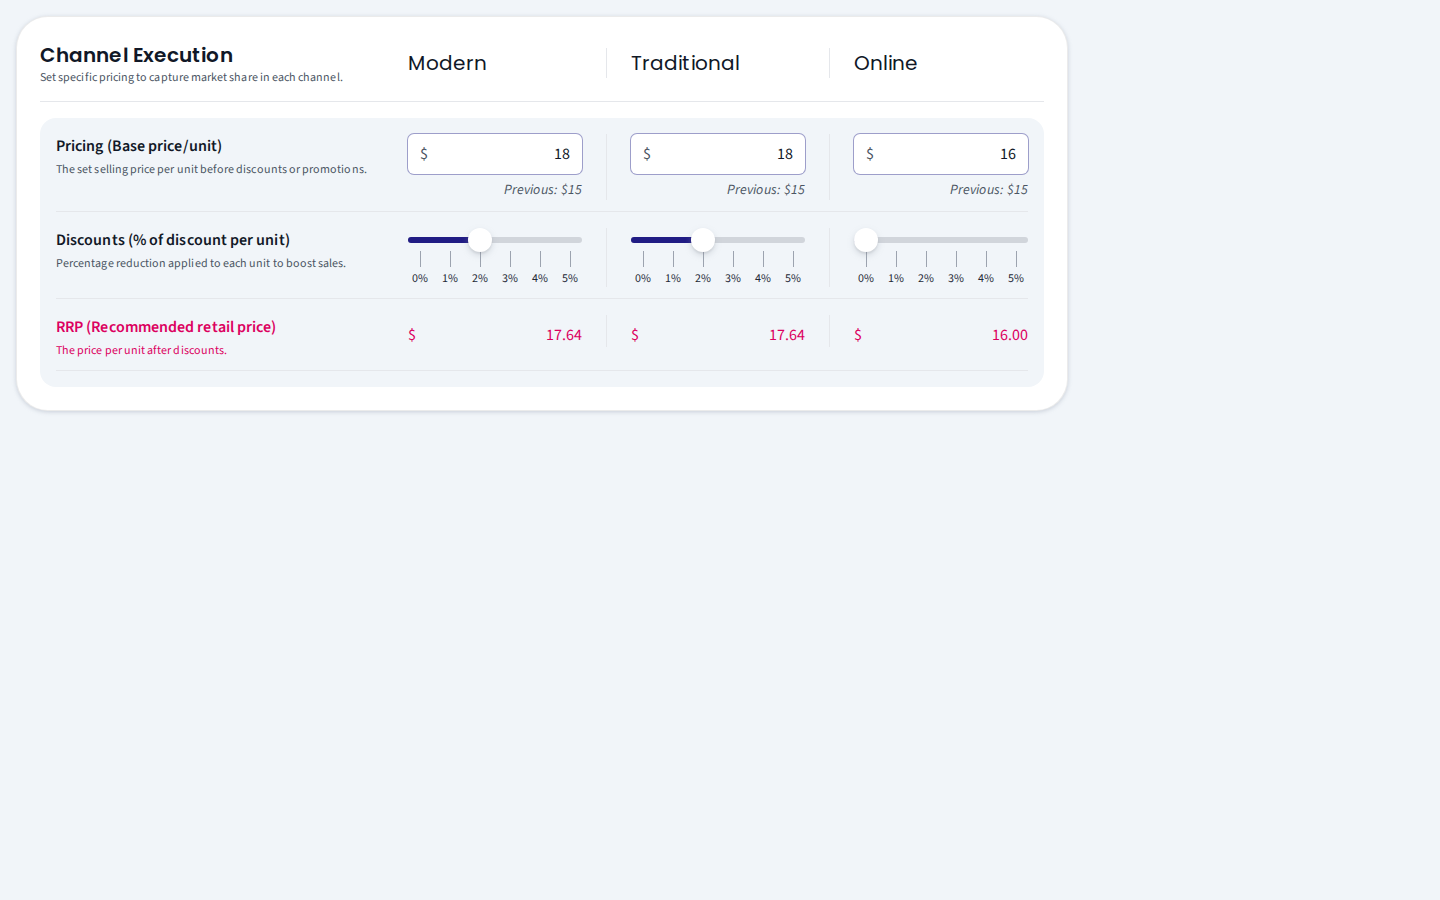 Channel Execution
Set specific pricing to capture market share in each channel.
Modern
Traditional
Online
Pricing (Base price/unit)
The set selling price per unit before discounts or promotions.
$ 18
Previous: $15
$ 18
Previous: $15
$ 16
Previous: $15
Discounts (% of discount per unit)
Percentage reduction applied to each unit to boost sales.
0% 1% 2% 3% 4% 5%
0% 1% 2% 3% 4% 5%
0% 1% 2% 3% 4% 5%
RRP (Recommended retail price)
The price per unit after discounts.
$ 17.64
$ 17.64
$ 16.00